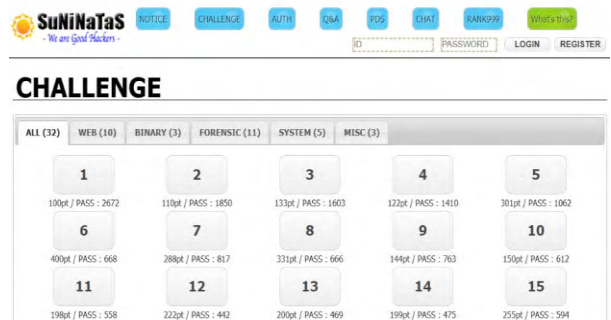 SuNiNaTaS NOTICE CHALLENGE AUTH Q&A PDS CHAT RANK999 What's this?
- We are Good Hackers -
ID PASSWORD LOGIN REGISTER
CHALLENGE
ALL (32) WEB (10) BINARY (3) FORENSIC (11) SYSTEM (5) MISC (3)
1 2 3 4 5
100pt / PASS : 2672 110pt / PASS : 1850 133pt / PASS : 1603 122pt / PASS : 1410 301pt / PASS : 1062
6 7 8 9 10
400pt / PASS : 668 288pt / PASS : 817 331pt / PASS : 666 144pt / PASS : 763 150pt / PASS : 612
11 12 13 14 15
198pt / PASS : 558 222pt / PASS : 442 200pt / PASS : 469 199pt / PASS : 475 255pt / PASS : 594